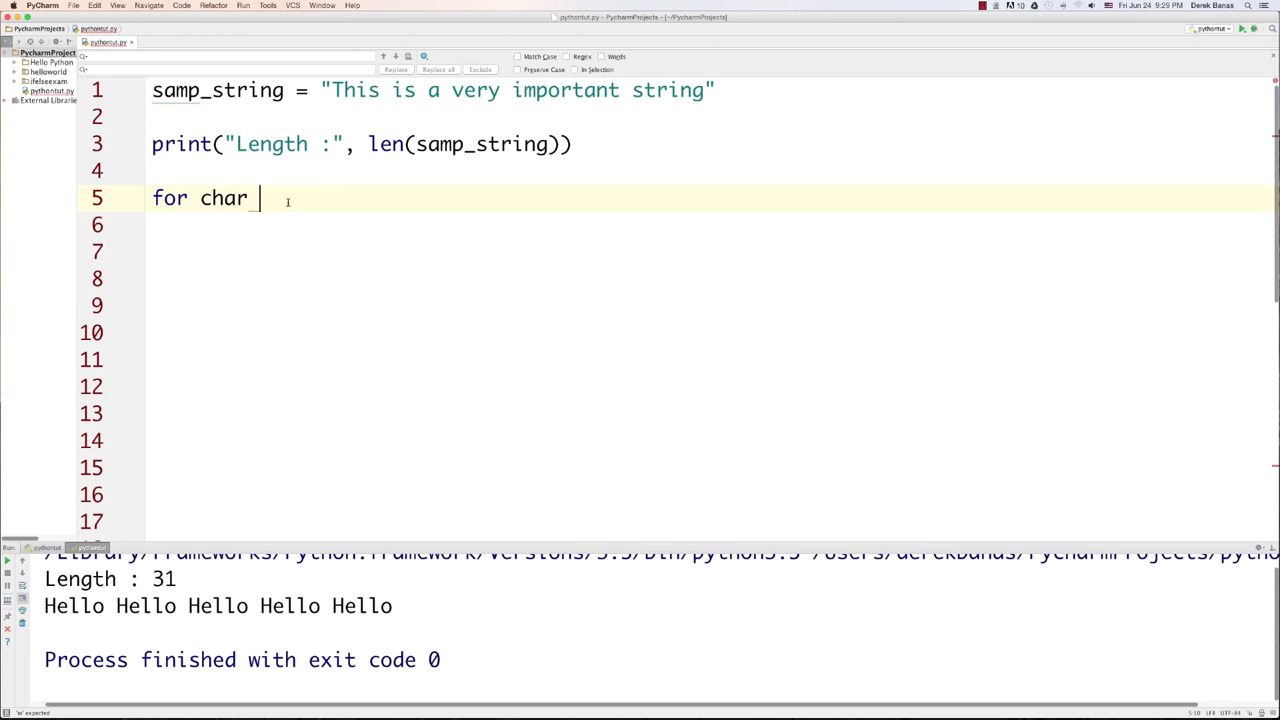 PyCharm File Edit View Navigate Code Refactor Run Tools VCS Window Help
10 Fri Jun 24 9:29 PM Derek Banas
pythontut.py - PycharmProjects - [~/PycharmProjects]
PycharmProjects pythontut.py
pythontut
pythontut.py ×
PycharmProject
Hello Python
helloworld
ifelseexam
pythontut.py
External Librarie
Match Case Regex Words
Replace Replace all Exclude Preserve Case In Selection
1 samp_string = "This is a very important string"
2
3 print("Length :", len(samp_string))
4
5 for char
6
7
8
9
10
11
12
13
14
15
16
17
Run: pythontut pythontut
/Library/Frameworks/Python.framework/Versions/3.5/bin/python3.5 /Users/derekbanas/PycharmProjects/pytho
Length : 31
Hello Hello Hello Hello Hello
Process finished with exit code 0
'in' expected
5:10 LF÷ UTF-8÷